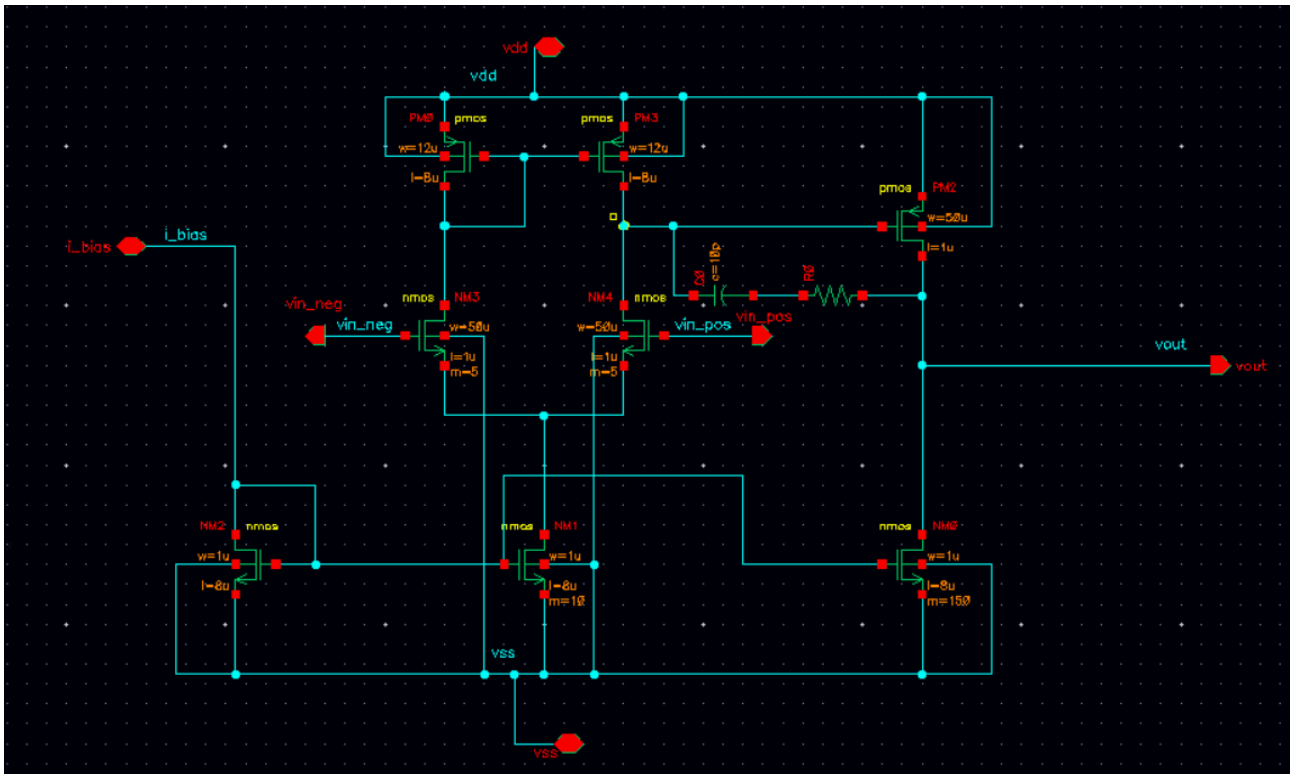 vdd
vdd
PM0 pmos
w=12u
l=8u
pmos PM3
w=12u
l=8u
pmos PM2
w=50u
l=1u
i_bias
i_bias
C0
c=10p
R0
vin_neg
vin_neg
nmos NM3
w=50u
l=1u
m=5
NM4 nmos
w=50u
l=1u
m=5
vin_pos
vin_pos
vout
vout
NM2 nmos
w=1u
l=8u
nmos NM1
w=1u
l=8u
m=10
nmos NM0
w=1u
l=8u
m=150
vss
vss